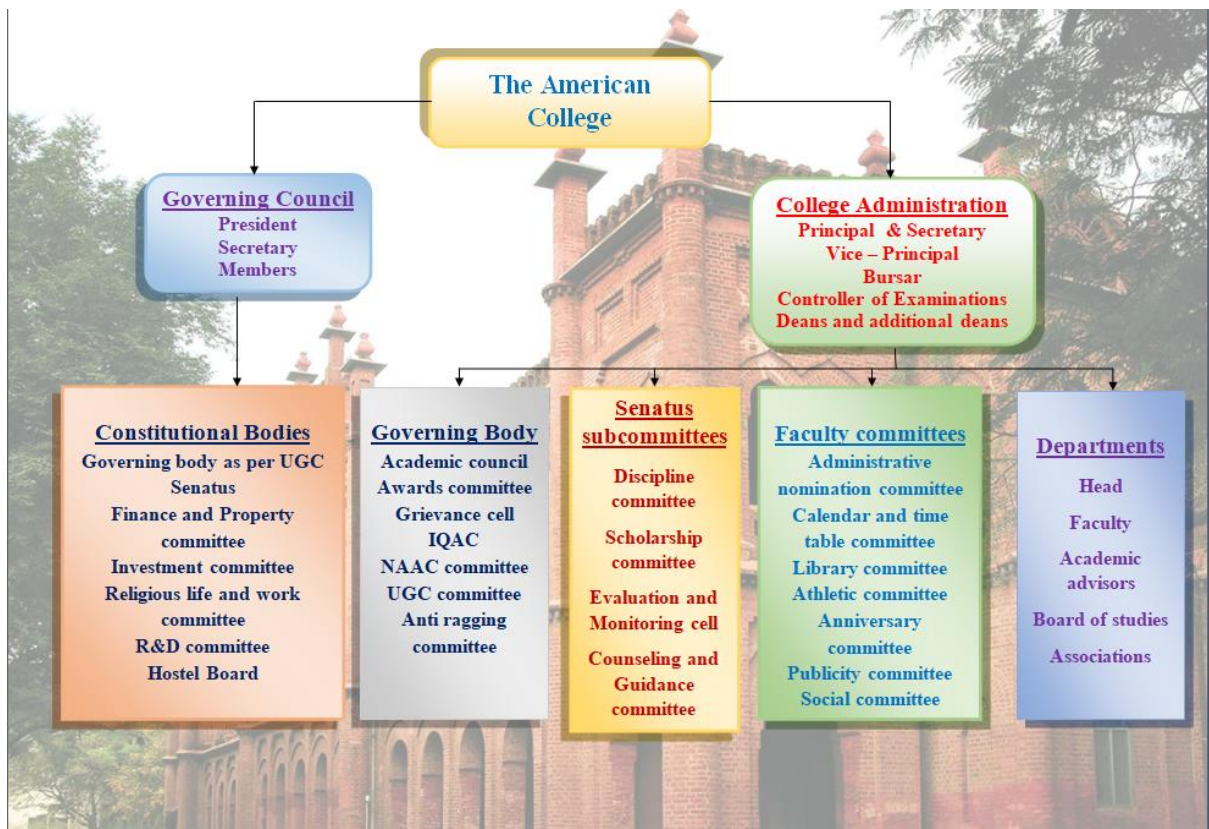 The American
College
Governing Council
President
Secretary
Members
College Administration
Principal & Secretary
Vice – Principal
Bursar
Controller of Examinations
Deans and additional deans
Constitutional Bodies
Governing body as per UGC
Senatus
Finance and Property
committee
Investment committee
Religious life and work
committee
R&D committee
Hostel Board
Governing Body
Academic council
Awards committee
Grievance cell
IQAC
NAAC committee
UGC committee
Anti ragging
committee
Senatus
subcommittees
Discipline
committee
Scholarship
committee
Evaluation and
Monitoring cell
Counseling and
Guidance
committee
Faculty committees
Administrative
nomination committee
Calendar and time
table committee
Library committee
Athletic committee
Anniversary
committee
Publicity committee
Social committee
Departments
Head
Faculty
Academic
advisors
Board of studies
Associations